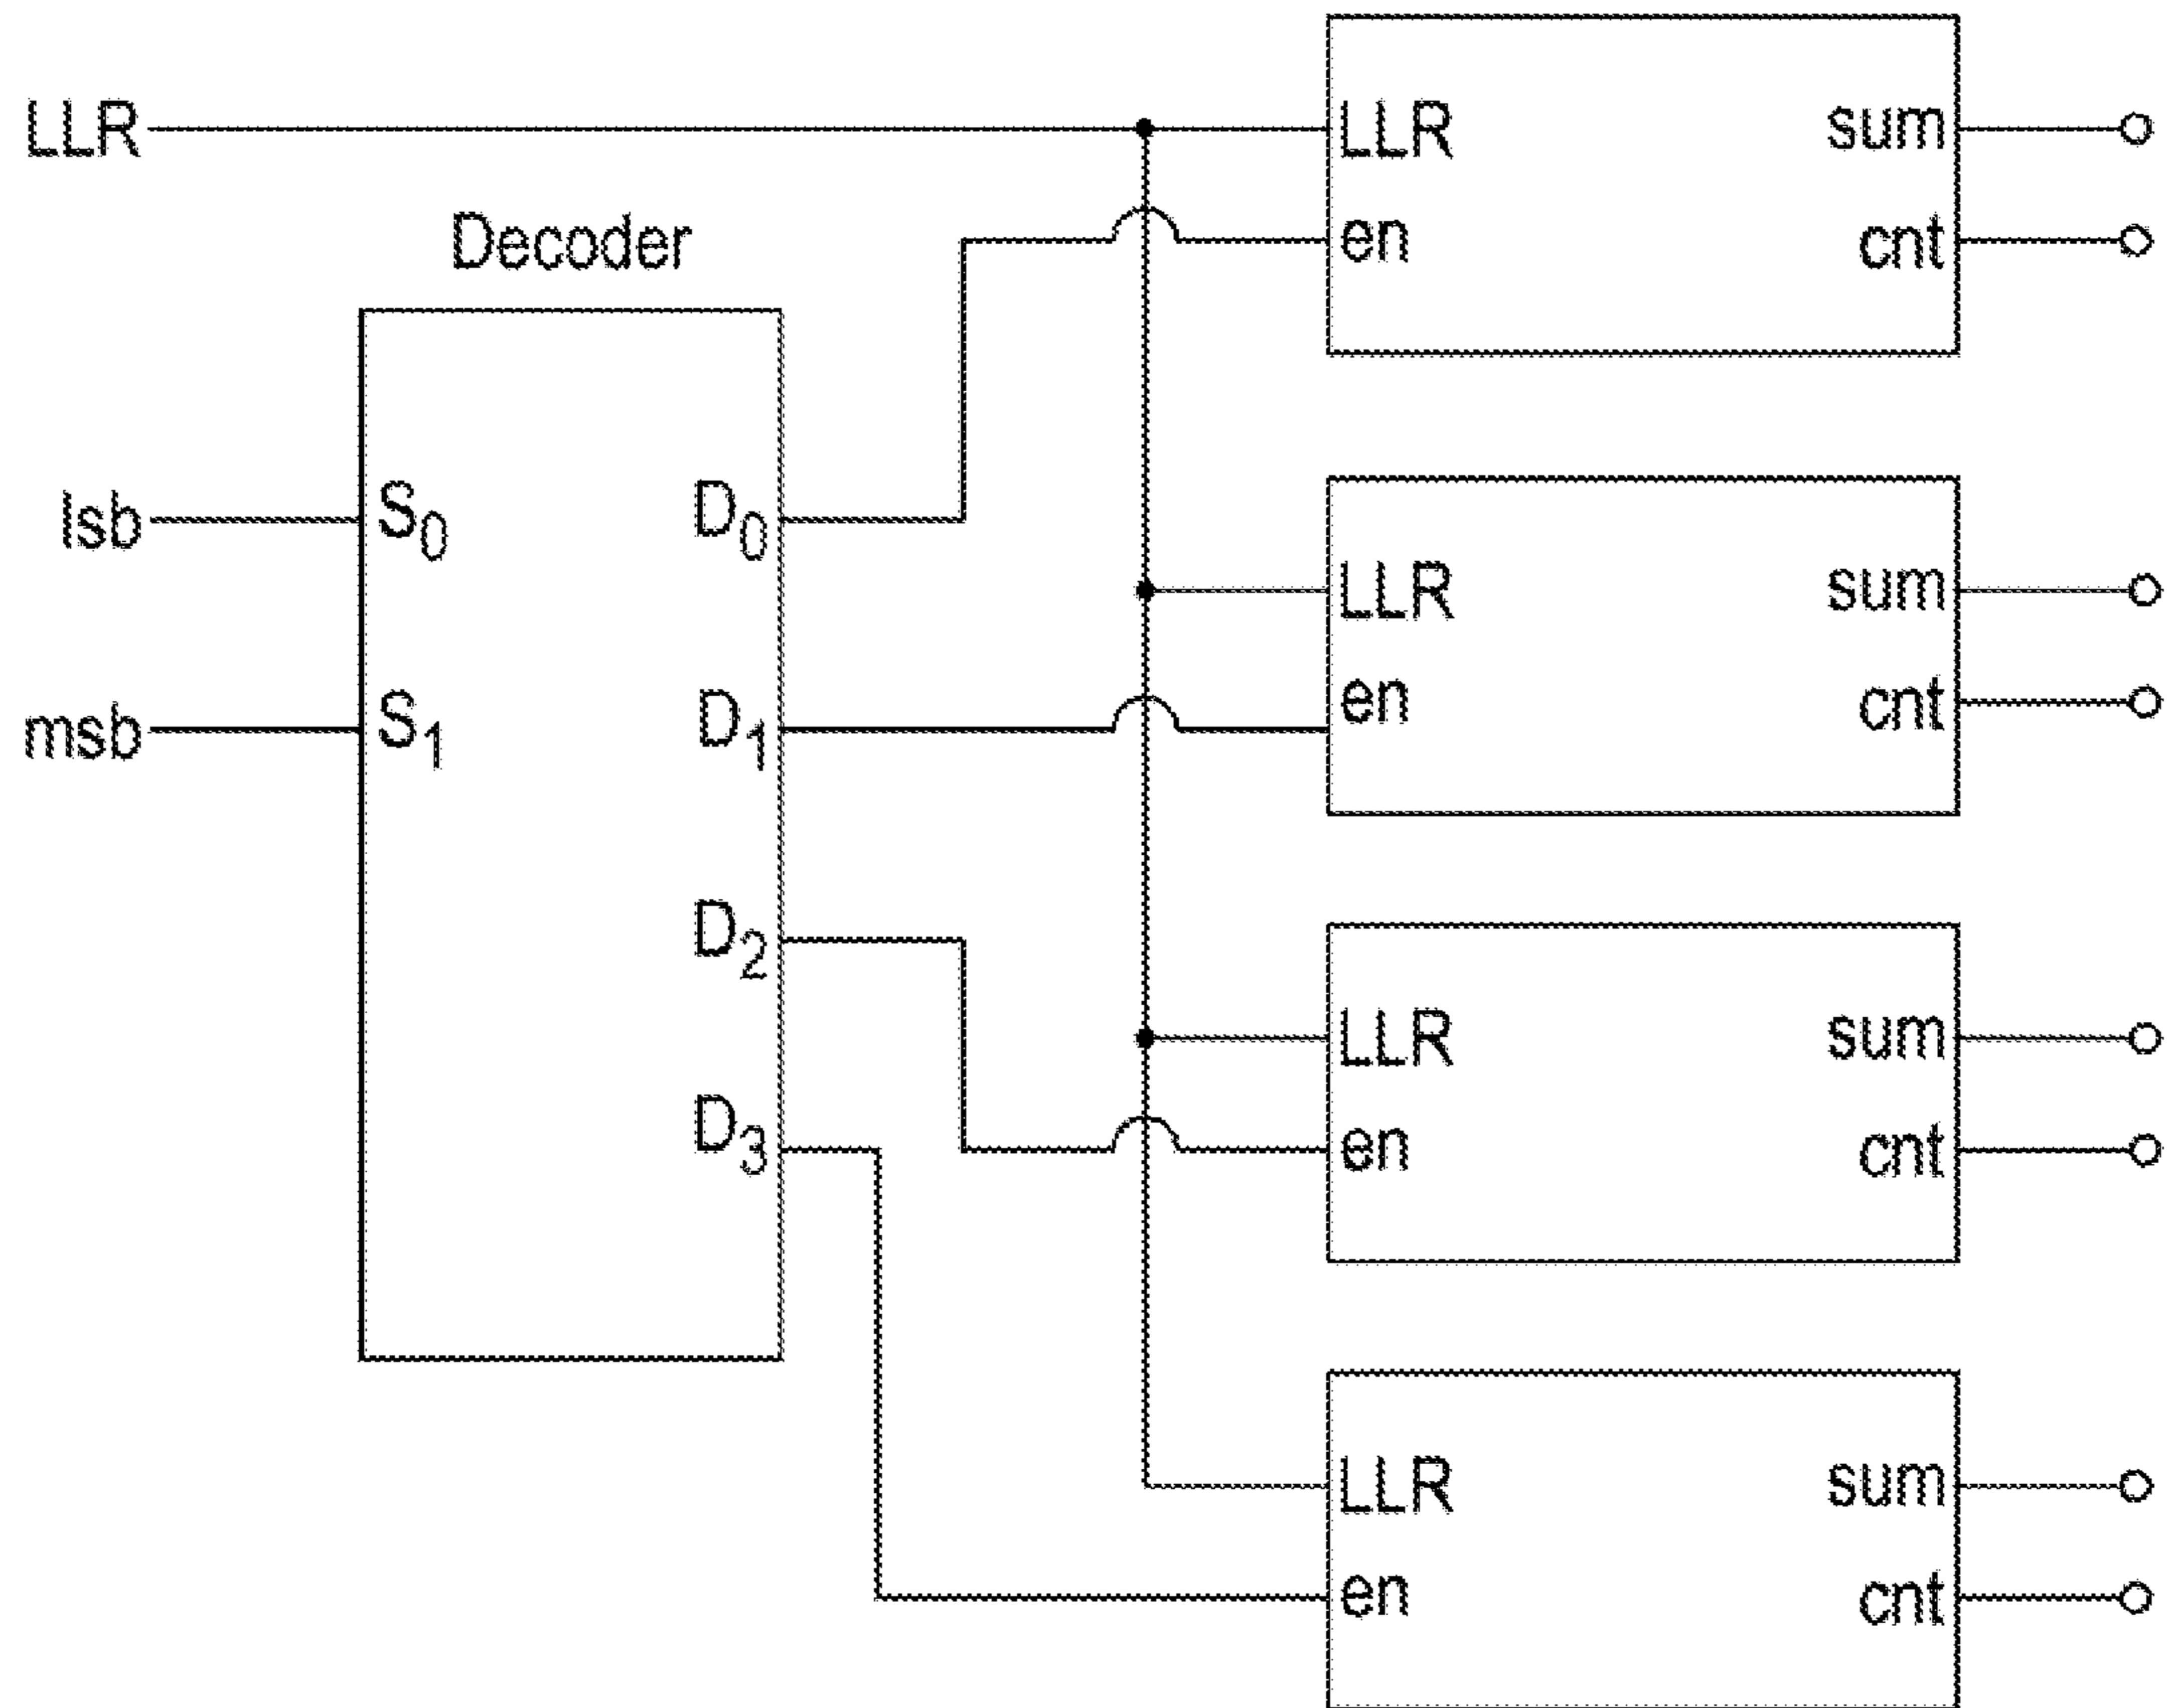 LLR
Decoder
lsb
msb
S0
S1
D0
D1
D2
D3
LLR
en
sum
cnt
LLR
en
sum
cnt
LLR
en
sum
cnt
LLR
en
sum
cnt